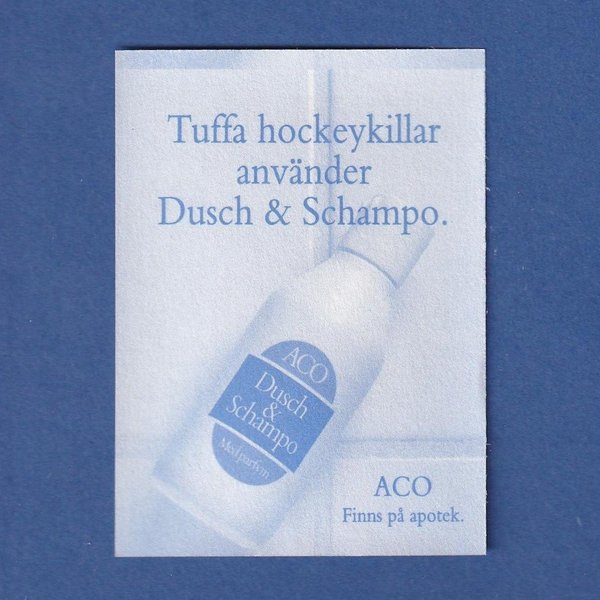 Tuffa hockeykillar
använder
Dusch & Schampo.
ACO
Dusch
&
Schampo
Med parfym
ACO
Finns på apotek.